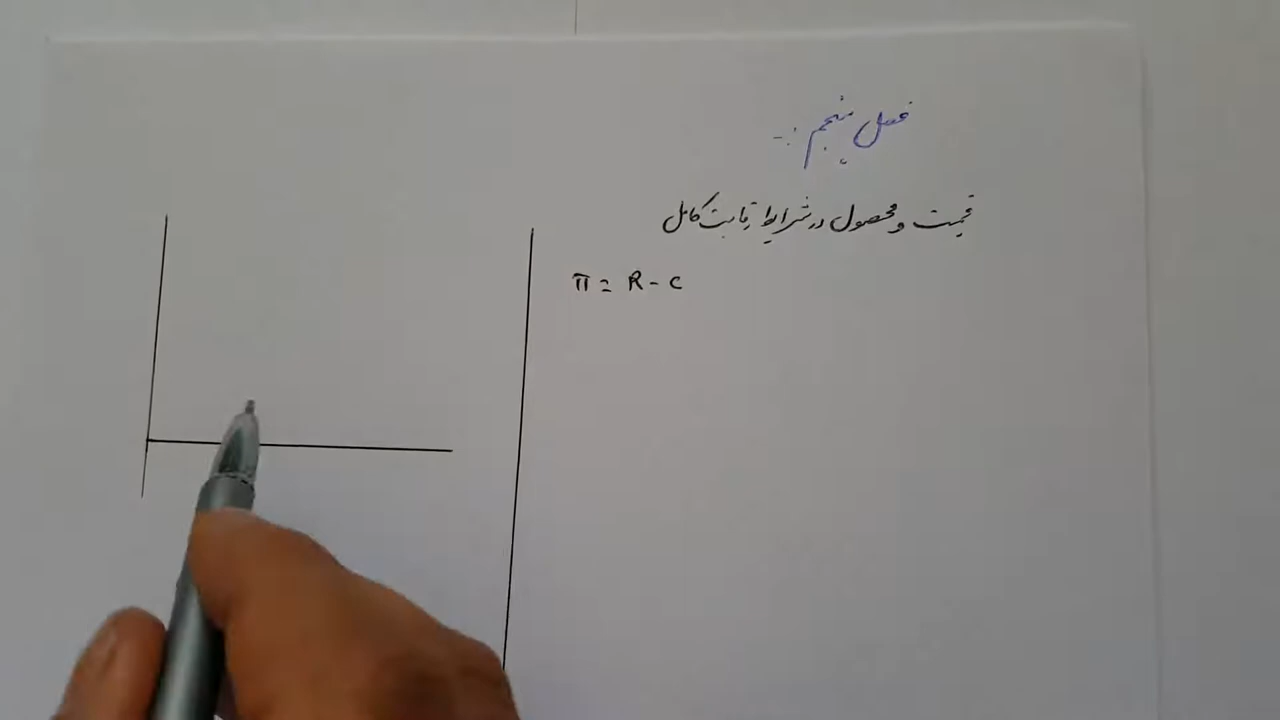 فصل پنجم :-
قیمت و محصول در شرایط رقابت کامل
π = R - C